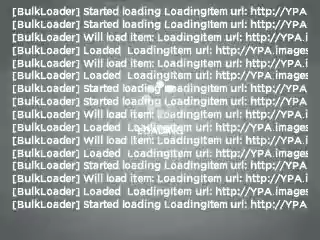 [BulkLoader] Started loading LoadingItem url: http://YPA
[BulkLoader] Started loading LoadingItem url: http://YPA
[BulkLoader] Will load item: LoadingItem url: http://YPA.i
[BulkLoader] Loaded LoadingItem url: http://YPA.images
[BulkLoader] Will load item: LoadingItem url: http://YPA.i
[BulkLoader] Loaded LoadingItem url: http://YPA.images
[BulkLoader] Started loading LoadingItem url: http://YPA
[BulkLoader] Started loading LoadingItem url: http://YPA
[BulkLoader] Will load item: LoadingItem url: http://YPA.i
[BulkLoader] Loaded LoadingItem url: http://YPA.images
[BulkLoader] Will load item: LoadingItem url: http://YPA.i
[BulkLoader] Loaded LoadingItem url: http://YPA.images
[BulkLoader] Started loading LoadingItem url: http://YPA
[BulkLoader] Will load item: LoadingItem url: http://YPA.i
[BulkLoader] Loaded LoadingItem url: http://YPA.images
[BulkLoader] Started loading LoadingItem url: http://YPA